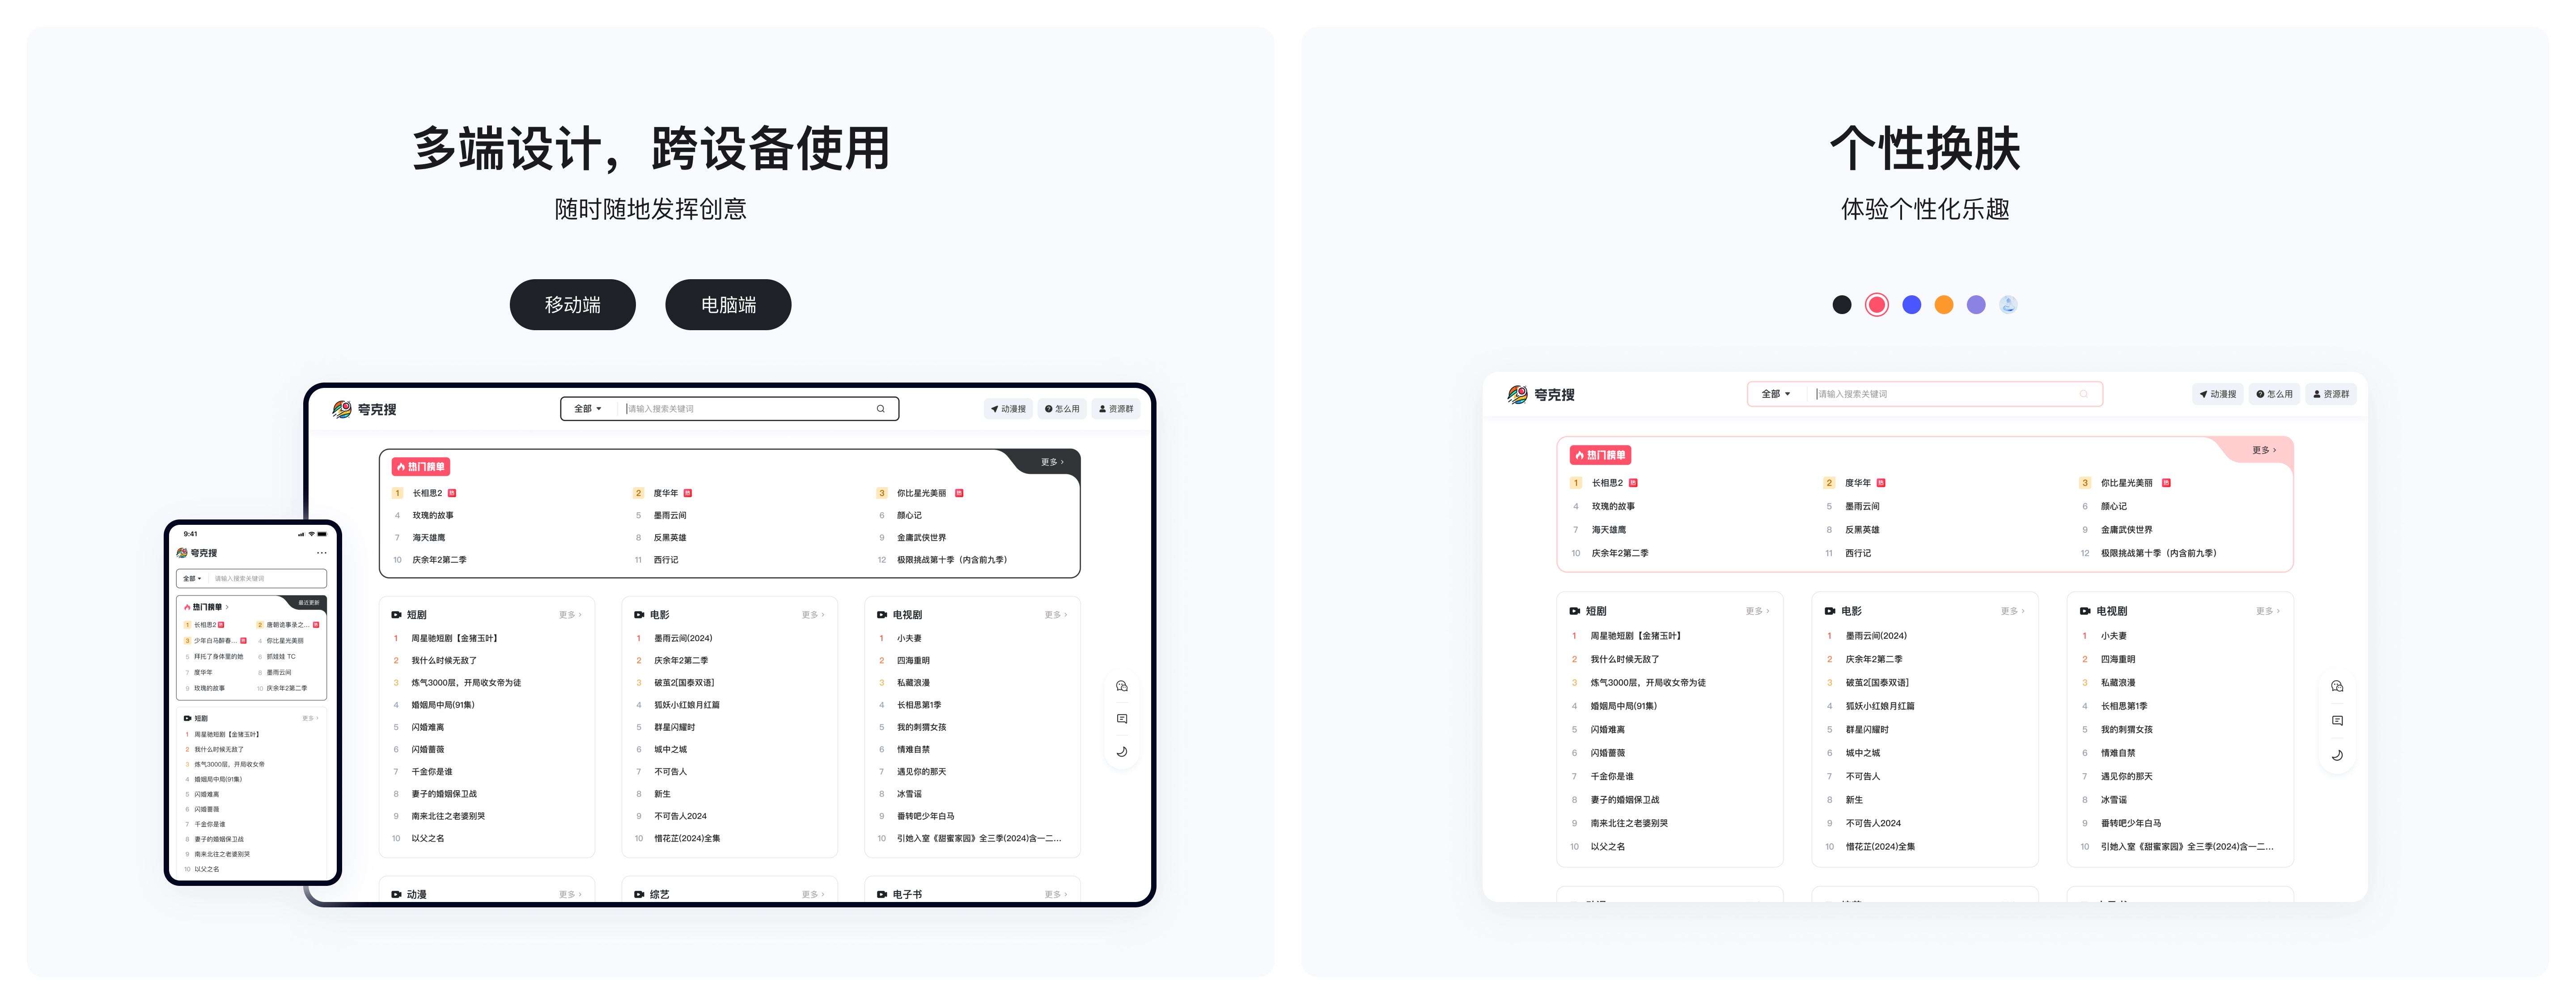 多端设计，跨设备使用
随时随地发挥创意
移动端 电脑端
夸克搜 全部 请输入搜索关键词 动漫搜 怎么用 资源群
热门榜单 更多
1 长相思2 热 2 度华年 热 3 你比星光美丽 热
4 玫瑰的故事 5 墨雨云间 6 颜心记
7 海天雄鹰 8 反黑英雄 9 金庸武侠世界
10 庆余年2第二季 11 西行记 12 极限挑战第十季（内含前九季）
短剧 更多 电影 更多 电视剧 更多
1 周星驰短剧【金猪玉叶】 1 墨雨云间(2024) 1 小夫妻
2 我什么时候无敌了 2 庆余年2第二季 2 四海重明
3 炼气3000层，开局收女帝为徒 3 破茧2[国泰双语] 3 私藏浪漫
4 婚姻局中局(91集) 4 狐妖小红娘月红篇 4 长相思第1季
5 闪婚难离 5 群星闪耀时 5 我的刺猬女孩
6 闪婚蔷薇 6 城中之城 6 情难自禁
7 千金你是谁 7 不可告人 7 遇见你的那天
8 妻子的婚姻保卫战 8 新生 8 冰雪谣
9 南来北往之老婆别哭 9 不可告人2024 9 番转吧少年白马
10 以父之名 10 惜花芷(2024)全集 10 引她入室《甜蜜家园》全三季(2024)含一二...
动漫 更多 综艺 更多 电子书 更多
9:41
夸克搜
全部 请输入搜索关键词
热门榜单 最近更新
1 长相思2 热 2 唐朝诡事录之... 热
3 少年白马醉春... 热 4 你比星光美丽
5 拜托了身体里的她 6 抓娃娃 TC
7 度华年 8 墨雨云间
9 玫瑰的故事 10 庆余年2第二季
短剧 更多
1 周星驰短剧【金猪玉叶】
2 我什么时候无敌了
3 炼气3000层，开局收女帝
4 婚姻局中局(91集)
5 闪婚难离
6 闪婚蔷薇
7 千金你是谁
8 妻子的婚姻保卫战
9 南来北往之老婆别哭
10 以父之名
个性换肤
体验个性化乐趣
夸克搜 全部 请输入搜索关键词 动漫搜 怎么用 资源群
热门榜单 更多
1 长相思2 热 2 度华年 热 3 你比星光美丽 热
4 玫瑰的故事 5 墨雨云间 6 颜心记
7 海天雄鹰 8 反黑英雄 9 金庸武侠世界
10 庆余年2第二季 11 西行记 12 极限挑战第十季（内含前九季）
短剧 更多 电影 更多 电视剧 更多
1 周星驰短剧【金猪玉叶】 1 墨雨云间(2024) 1 小夫妻
2 我什么时候无敌了 2 庆余年2第二季 2 四海重明
3 炼气3000层，开局收女帝为徒 3 破茧2[国泰双语] 3 私藏浪漫
4 婚姻局中局(91集) 4 狐妖小红娘月红篇 4 长相思第1季
5 闪婚难离 5 群星闪耀时 5 我的刺猬女孩
6 闪婚蔷薇 6 城中之城 6 情难自禁
7 千金你是谁 7 不可告人 7 遇见你的那天
8 妻子的婚姻保卫战 8 新生 8 冰雪谣
9 南来北往之老婆别哭 9 不可告人2024 9 番转吧少年白马
10 以父之名 10 惜花芷(2024)全集 10 引她入室《甜蜜家园》全三季(2024)含一二...